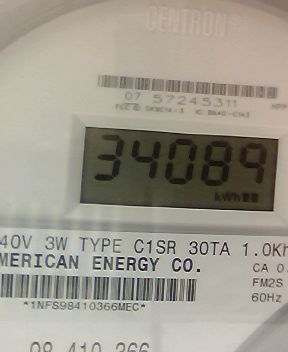 CENTRON
07 57245311
34089
kWh
40V 3W TYPE C1SR 30TA 1.0Kh
MERICAN ENERGY CO.
CA 0.
FM2S
*1NFS98410366MEC*
60Hz
98 410 366